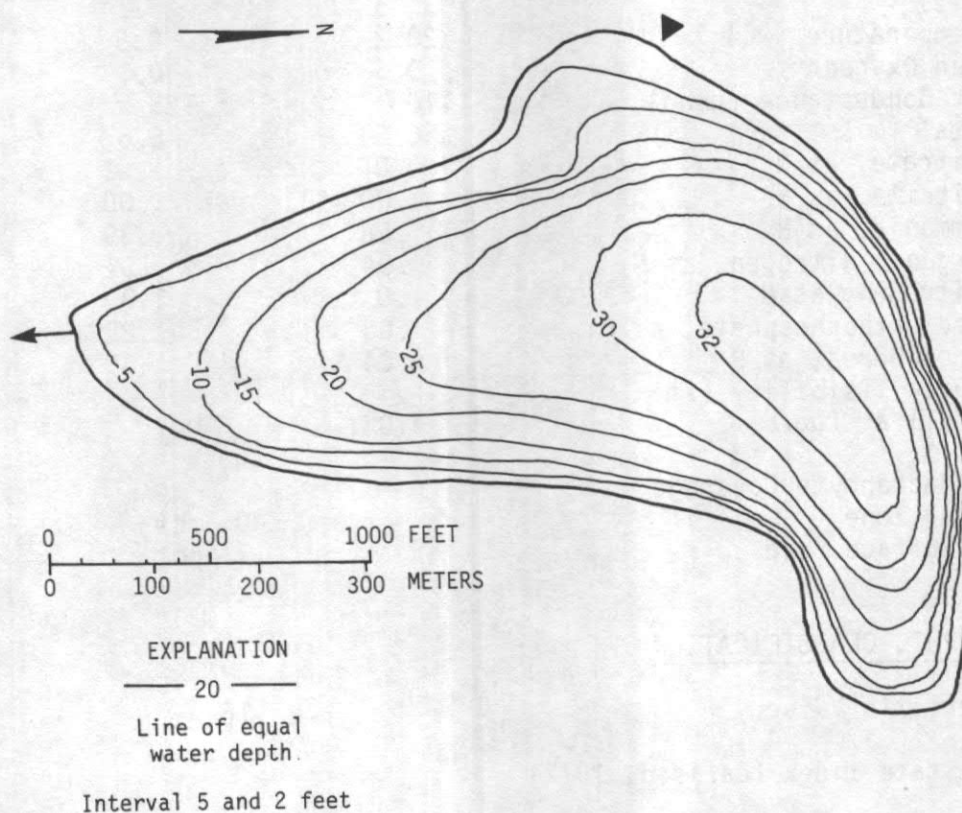 N
5
10
15
20
25
30
32
0 500 1000 FEET
0 100 200 300 METERS
EXPLANATION
20
Line of equal
water depth.
Interval 5 and 2 feet